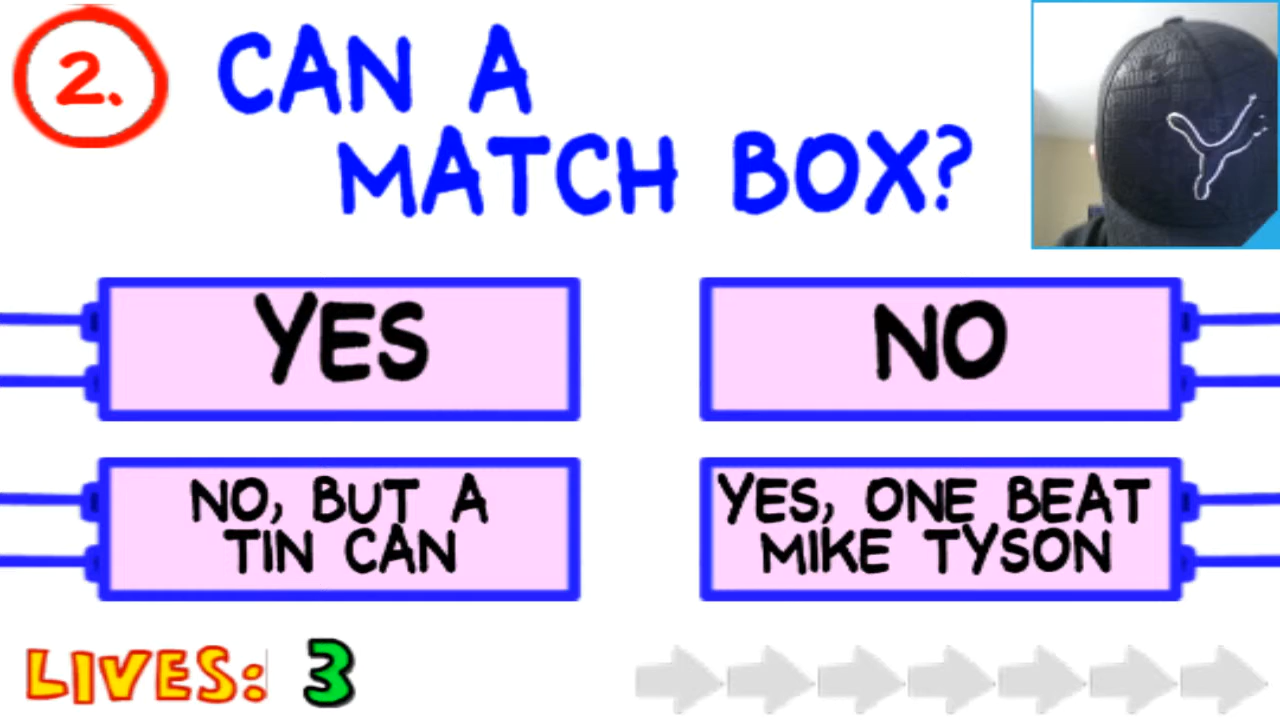 2.
CAN A
MATCH BOX?
YES
NO
NO, BUT A
TIN CAN
YES, ONE BEAT
MIKE TYSON
LIVES: 3